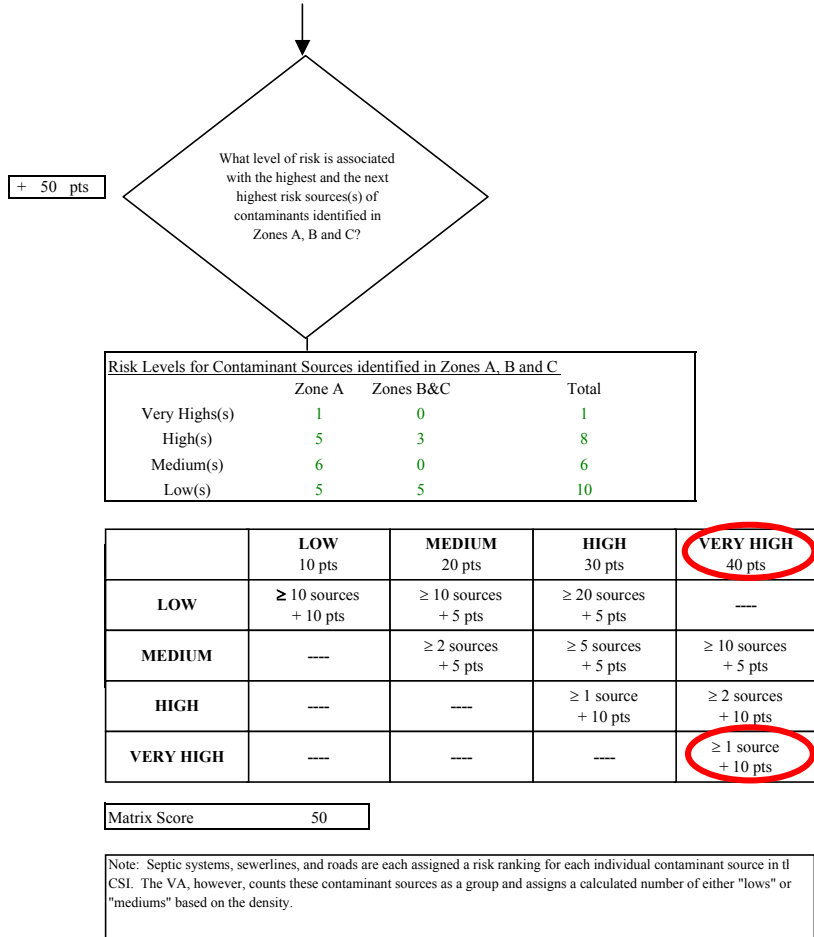 What level of risk is associated
with the highest and the next
highest risk sources(s) of
contaminants identified in
Zones A, B and C?
+ 50 pts
Risk Levels for Contaminant Sources identified in Zones A, B and C
Zone A Zones B&C Total
Very Highs(s) 1 0 1
High(s) 5 3 8
Medium(s) 6 0 6
Low(s) 5 5 10
LOW MEDIUM HIGH VERY HIGH
10 pts 20 pts 30 pts 40 pts
LOW ≥ 10 sources + 10 pts ≥ 10 sources + 5 pts ≥ 20 sources + 5 pts ----
MEDIUM ---- ≥ 2 sources + 5 pts ≥ 5 sources + 5 pts ≥ 10 sources + 5 pts
HIGH ---- ---- ≥ 1 source + 10 pts ≥ 2 sources + 10 pts
VERY HIGH ---- ---- ---- ≥ 1 source + 10 pts
Matrix Score 50
Note: Septic systems, sewerlines, and roads are each assigned a risk ranking for each individual contaminant source in
CSI. The VA, however, counts these contaminant sources as a group and assigns a calculated number of either "lows" or
"mediums" based on the density.